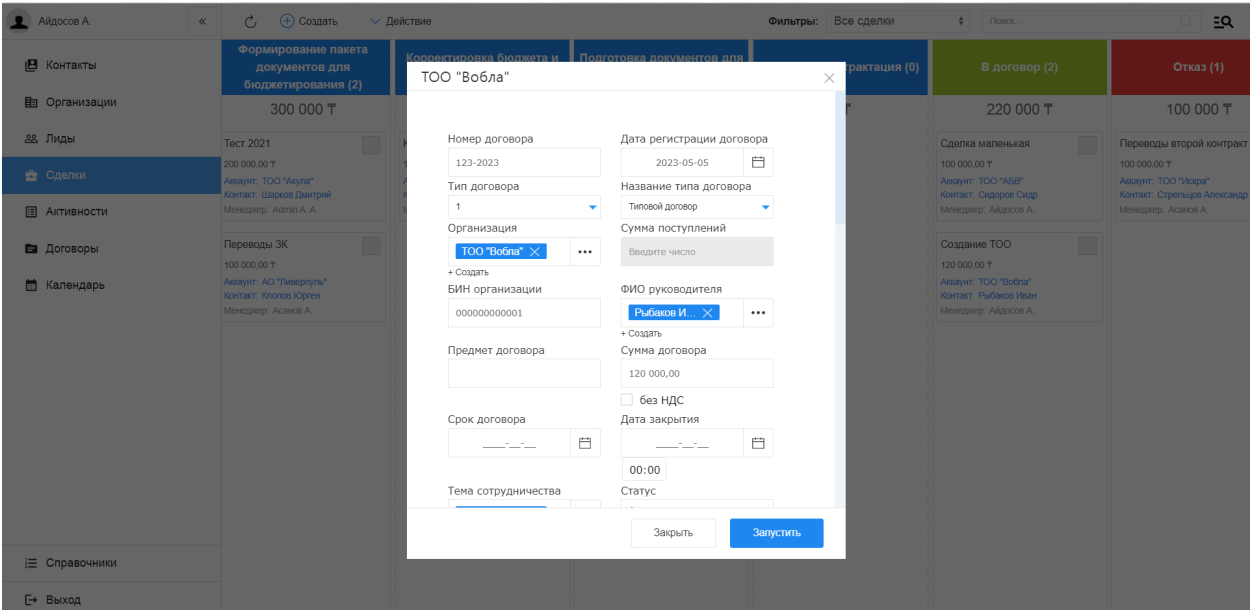 Айдосов А.
«
Создать
Действие
Фильтры:
Все сделки
Поиск...
Контакты
Организации
Лиды
Сделки
Активности
Договоры
Календарь
Справочники
Выход
Формирование пакета
документов для
бюджетирования (2)
300 000 ₸
Тест 2021
200 000,00 ₸
Аккаунт: ТОО "Акула"
Контакт: Шарков Дмитрий
Менеджер: Admin A. A.
Переводы ЗК
100 000,00 ₸
Аккаунт: АО "Ливерпуль"
Контакт: Клопов Юрген
Менеджер: Асанов А.
Корректировка бюджета и
Подготовка документов для
рактация (0)
₸
В договор (2)
220 000 ₸
Сделка маленькая
100 000,00 ₸
Аккаунт: ТОО "АБВ"
Контакт: Сидоров Сидр
Менеджер: Айдосов А.
Создание ТОО
120 000,00 ₸
Аккаунт: ТОО "Вобла"
Контакт: Рыбаков Иван
Менеджер: Айдосов А.
Отказ (1)
100 000 ₸
Переводы второй контракт
100 000,00 ₸
Аккаунт: ТОО "Искра"
Контакт: Стрельцов Александр
Менеджер: Асанов А.
ТОО "Вобла"
Номер договора
123-2023
Дата регистрации договора
2023-05-05
Тип договора
1
Название типа договора
Типовой договор
Организация
ТОО "Вобла"
+ Создать
Сумма поступлений
Введите число
БИН организации
000000000001
ФИО руководителя
Рыбаков И...
+ Создать
Предмет договора
Сумма договора
120 000,00
без НДС
Срок договора
____-__-__
Дата закрытия
____-__-__
00:00
Тема сотрудничества
Статус
Закрыть
Запустить